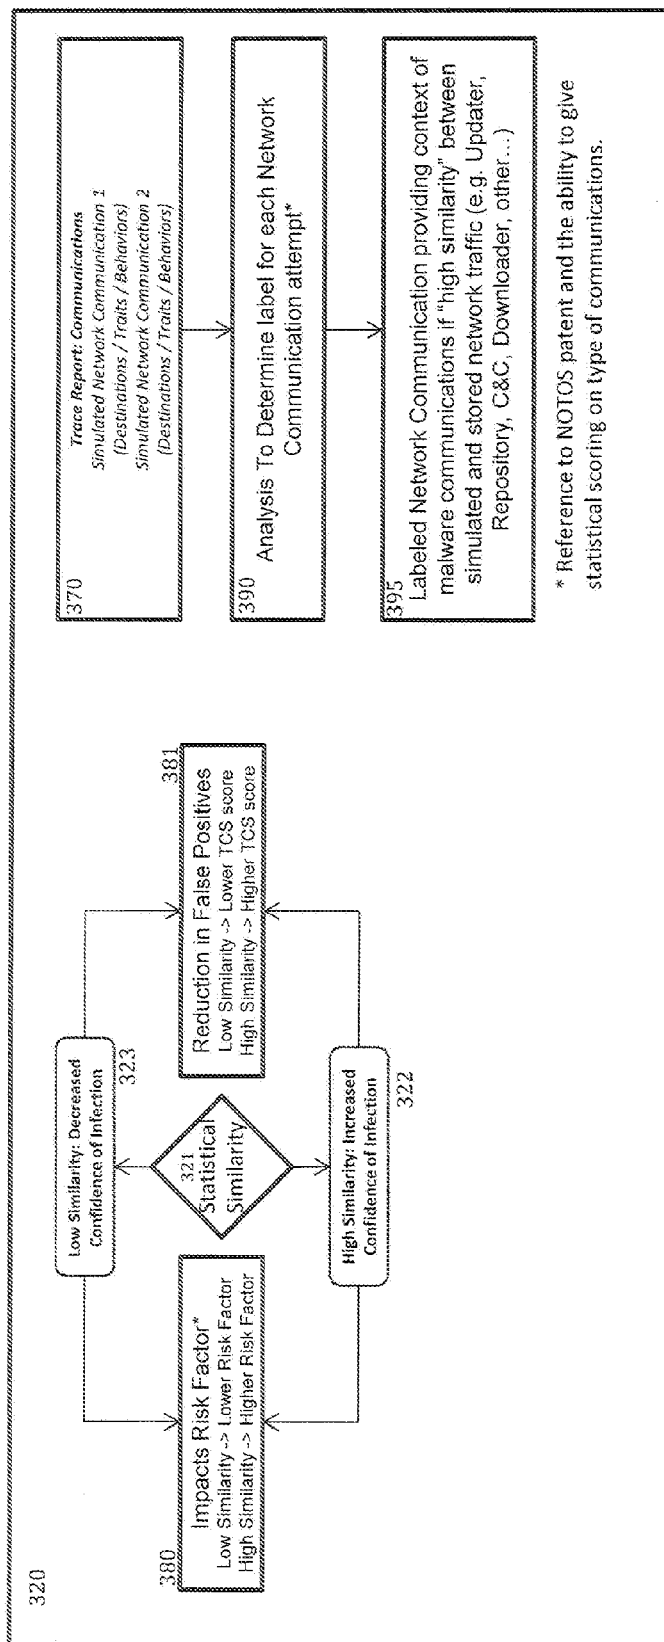 320
Low Similarity: Decreased
Confidence of Infection
323
380
Impacts Risk Factor*
Low Similarity -> Lower Risk Factor
High Similarity -> Higher Risk Factor
321
Statistical
Similarity
381
Reduction in False Positives
Low Similarity -> Lower TCS score
High Similarity -> Higher TCS score
High Similarity: Increased
Confidence of Infection
322
370
Trace Report: Communications
Simulated Network Communication 1
(Destinations / Traits / Behaviors)
Simulated Network Communication 2
(Destinations / Traits / Behaviors)
390
Analysis To Determine label for each Network
Communication attempt*
395
Labeled Network Communication providing context of
malware communications if "high similarity" between
simulated and stored network traffic (e.g. Updater,
Repository, C&C, Downloader, other...)
* Reference to NOTOS patent and the ability to give
statistical scoring on type of communications.